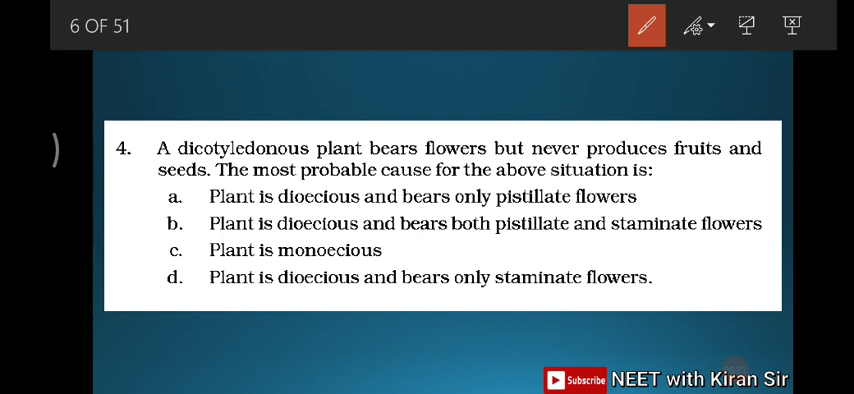 6 OF 51
4. A dicotyledonous plant bears flowers but never produces fruits and
seeds. The most probable cause for the above situation is:
a. Plant is dioecious and bears only pistillate flowers
b. Plant is dioecious and bears both pistillate and staminate flowers
c. Plant is monoecious
d. Plant is dioecious and bears only staminate flowers.
Subscribe NEET with Kiran Sir